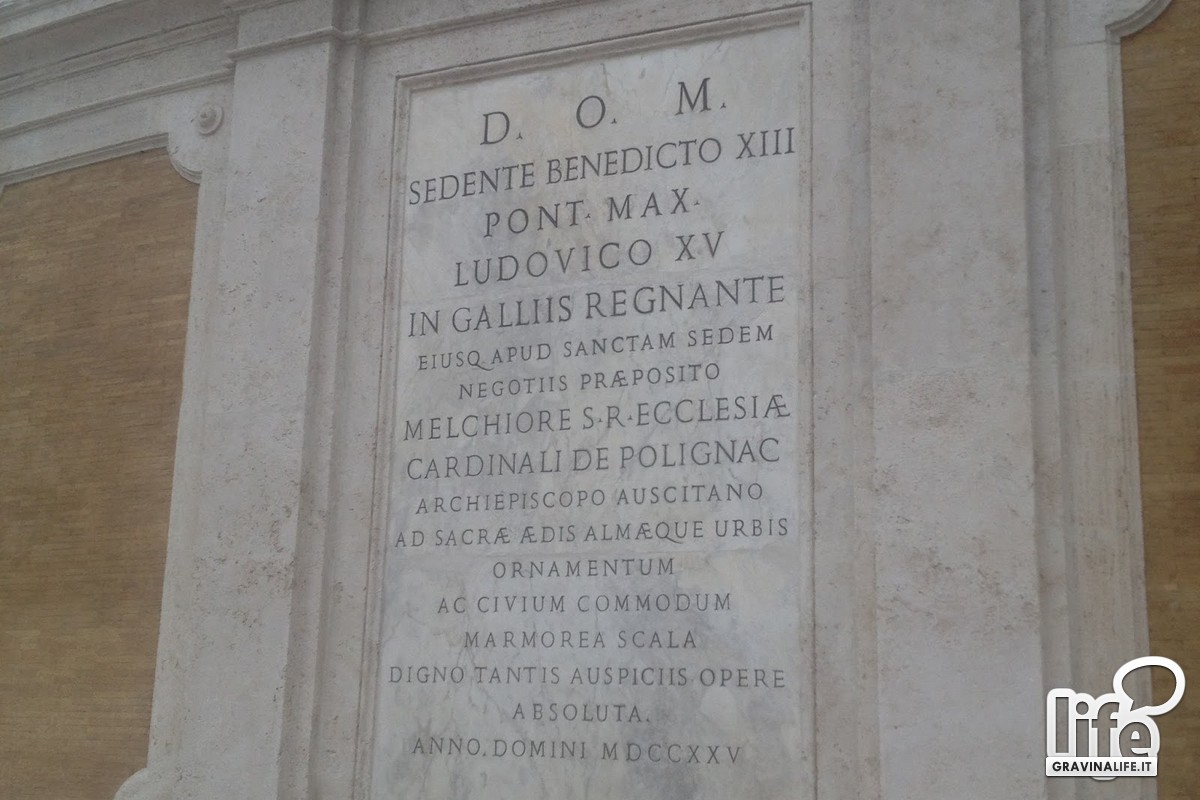 D. O. M.
SEDENTE BENEDICTO XIII
PONT. MAX.
LUDOVICO XV
IN GALLIIS REGNANTE
EIUSQ. APUD SANCTAM SEDEM
NEGOTIIS PRÆPOSITO
MELCHIORE S. R. ECCLESIÆ
CARDINALI DE POLIGNAC
ARCHIEPISCOPO AUSCITANO
AD SACRÆ ÆDIS ALMÆQUE URBIS
ORNAMENTUM
AC CIVIUM COMMODUM
MARMOREA SCALA
DIGNO TANTIS AUSPICIIS OPERE
ABSOLUTA.
ANNO. DOMINI MDCCXXV
life
GRAVINALIFE.IT